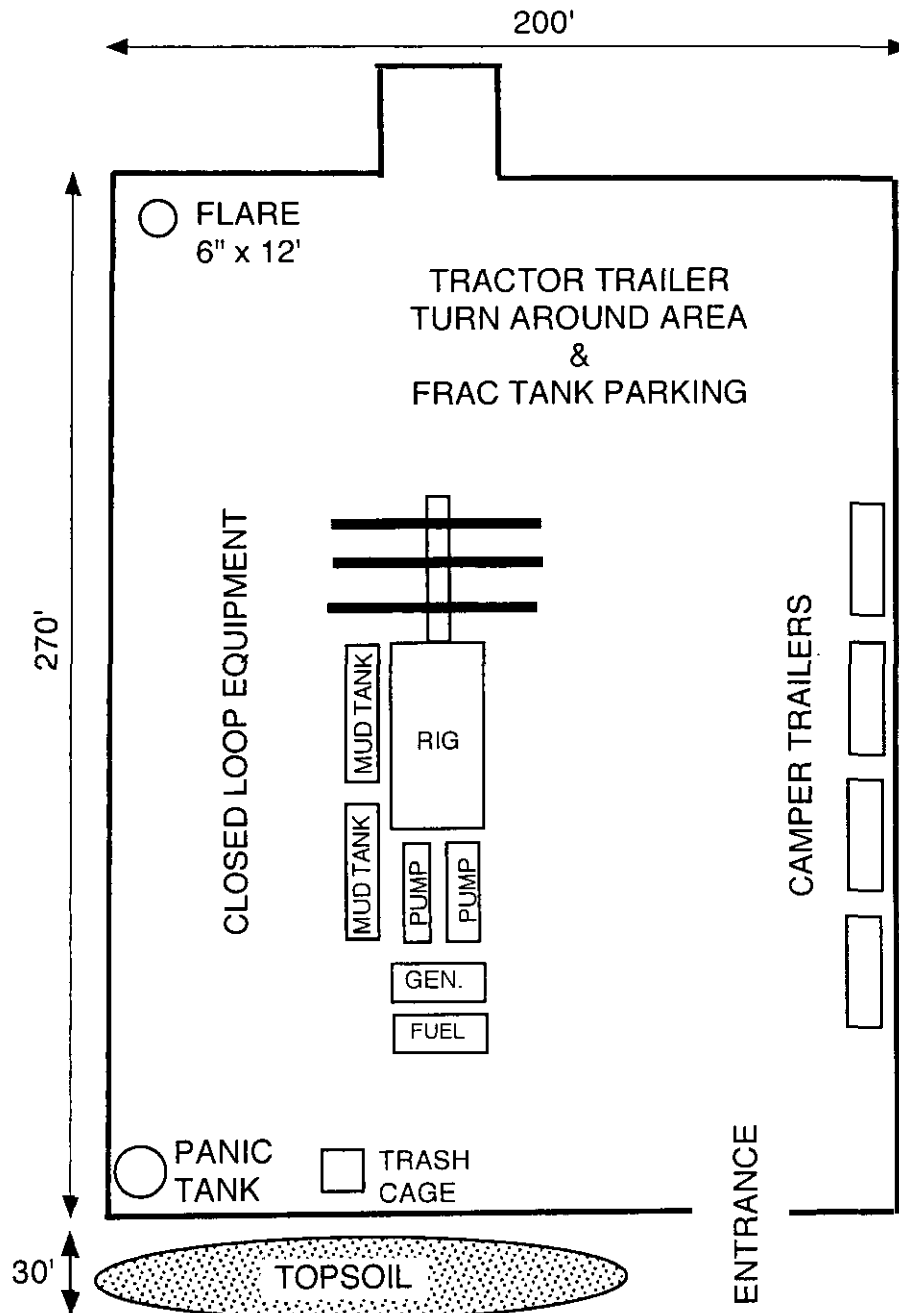 200'
FLARE
6" x 12'
TRACTOR TRAILER
TURN AROUND AREA
&
FRAC TANK PARKING
270'
CLOSED LOOP EQUIPMENT
MUD TANK
RIG
CAMPER TRAILERS
MUD TANK
PUMP
PUMP
GEN.
FUEL
PANIC
TANK
TRASH
CAGE
ENTRANCE
30'
TOPSOIL